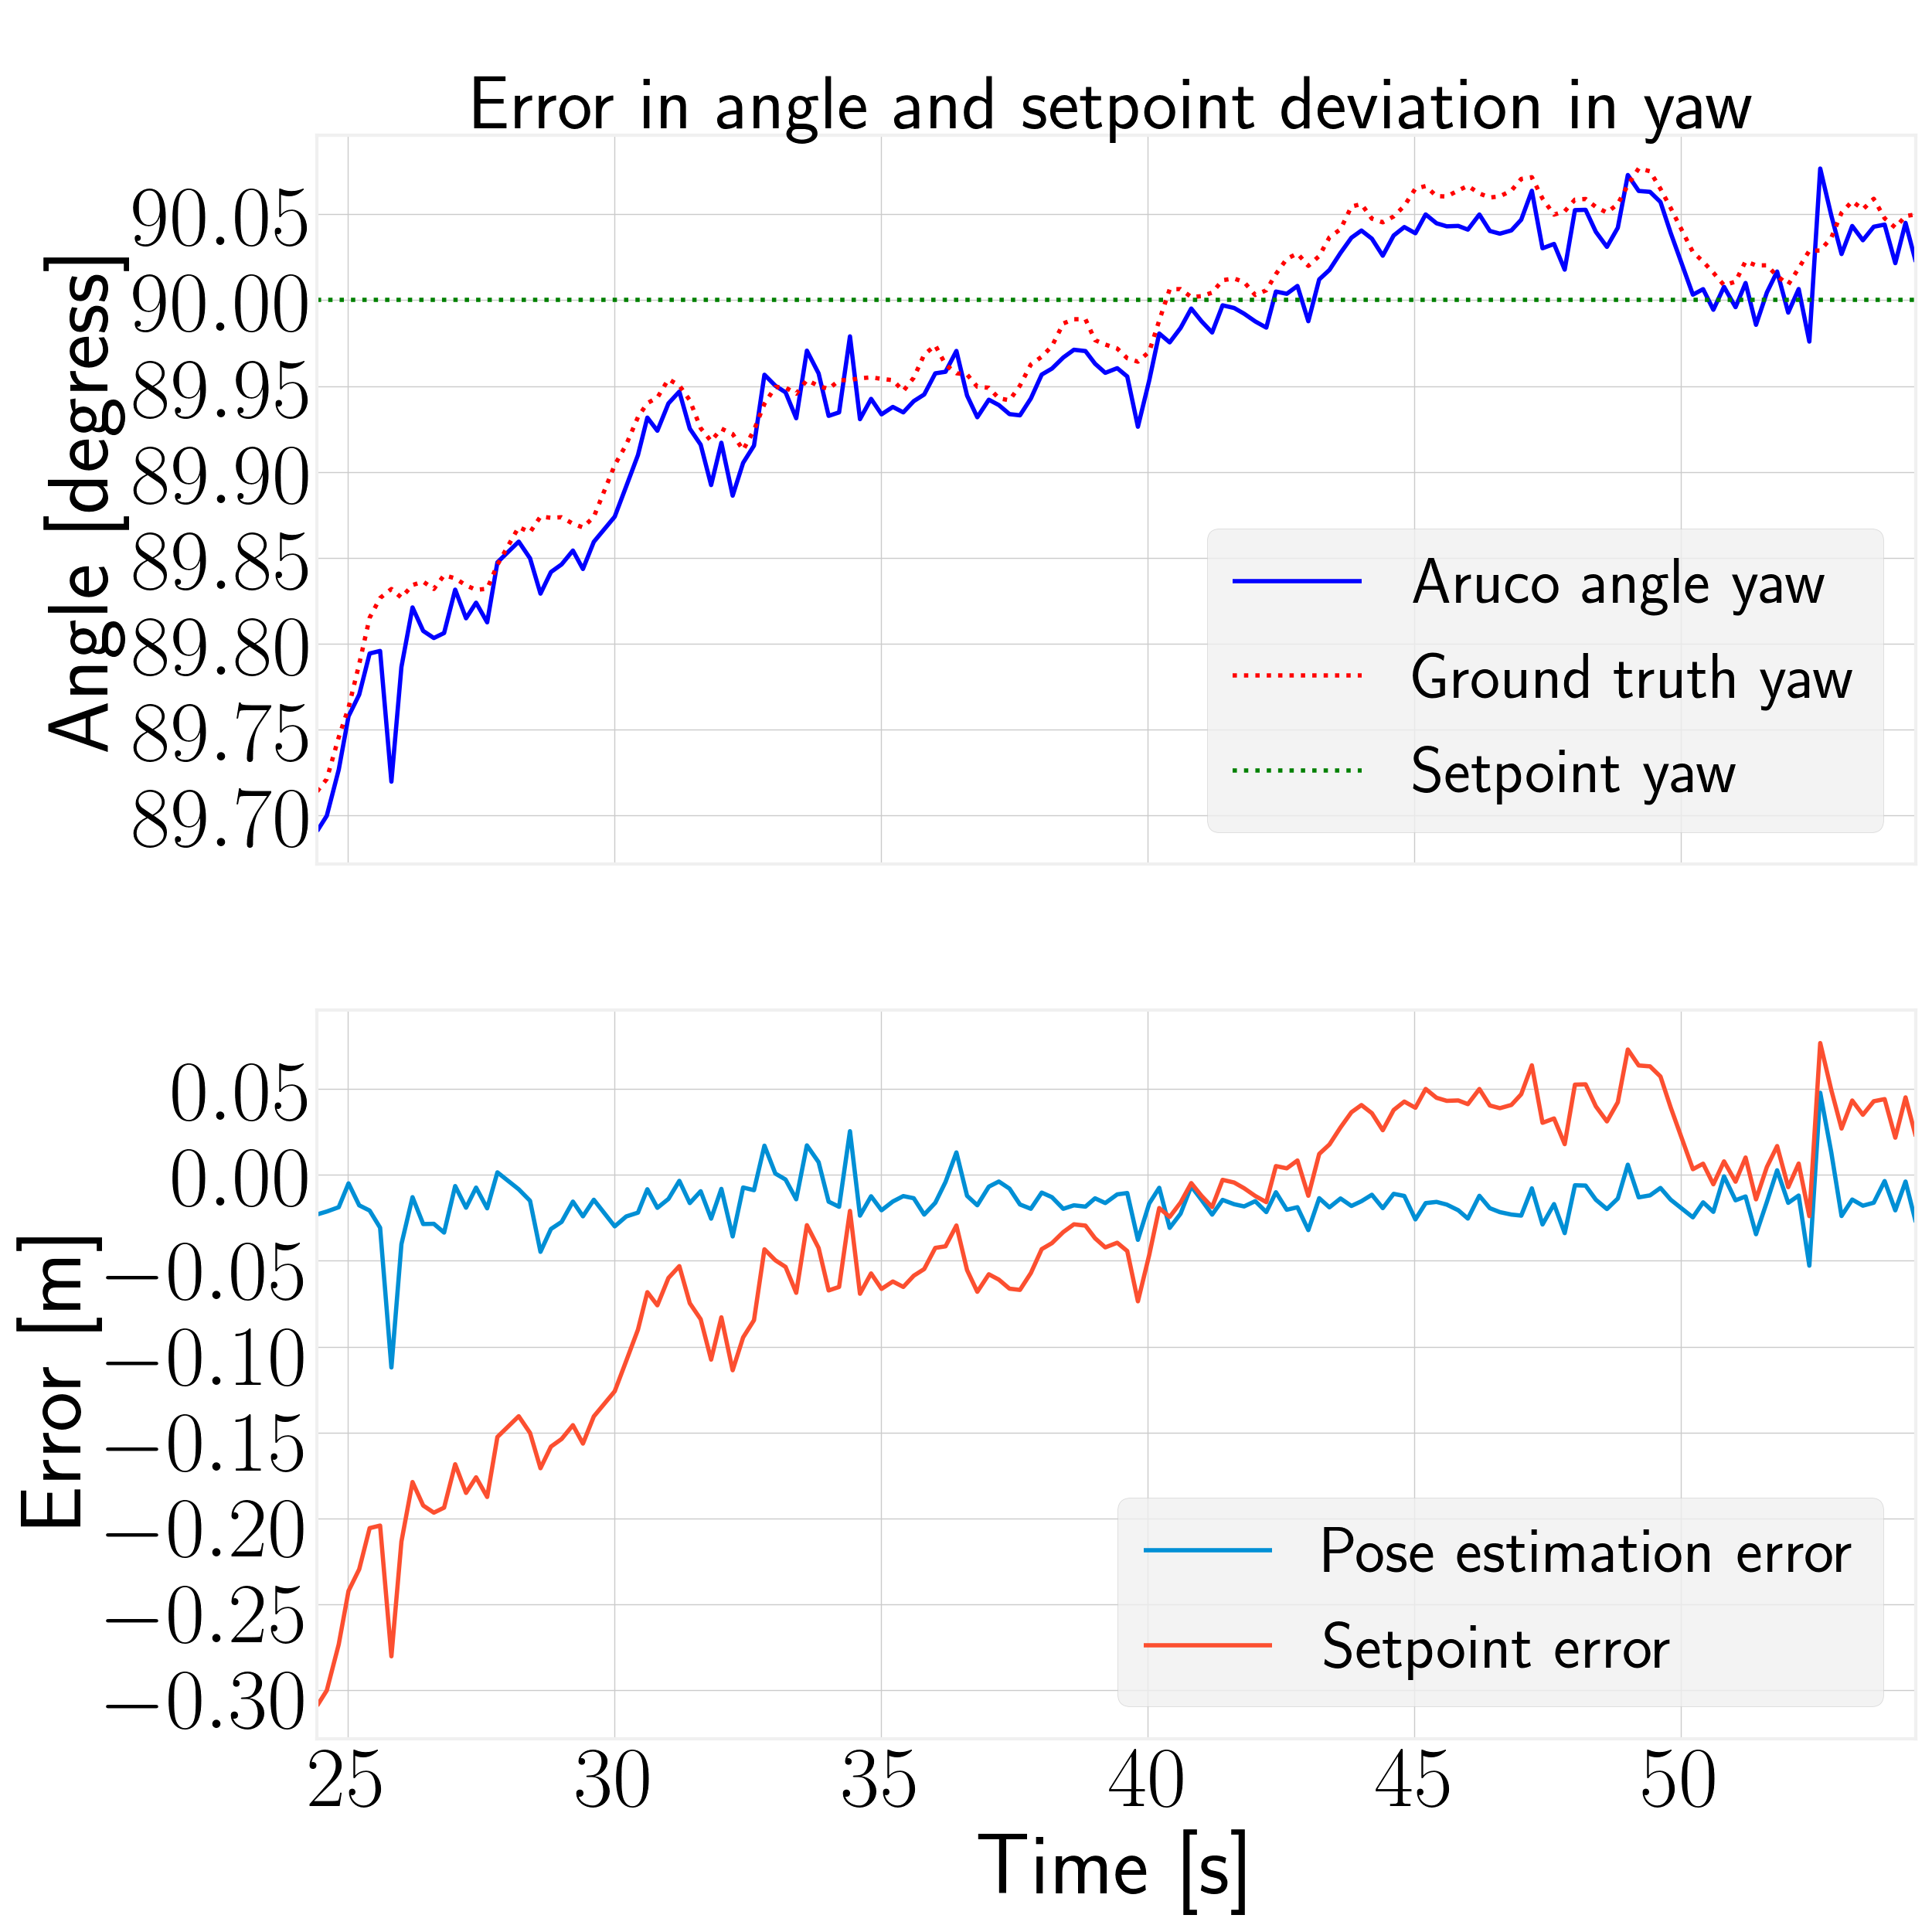 Error in angle and setpoint deviation in yaw
Angle [degress]
90.05
90.00
89.95
89.90
89.85
89.80
89.75
89.70
Aruco angle yaw
Ground truth yaw
Setpoint yaw
Error [m]
0.05
0.00
−0.05
−0.10
−0.15
−0.20
−0.25
−0.30
Pose estimation error
Setpoint error
25 30 35 40 45 50
Time [s]